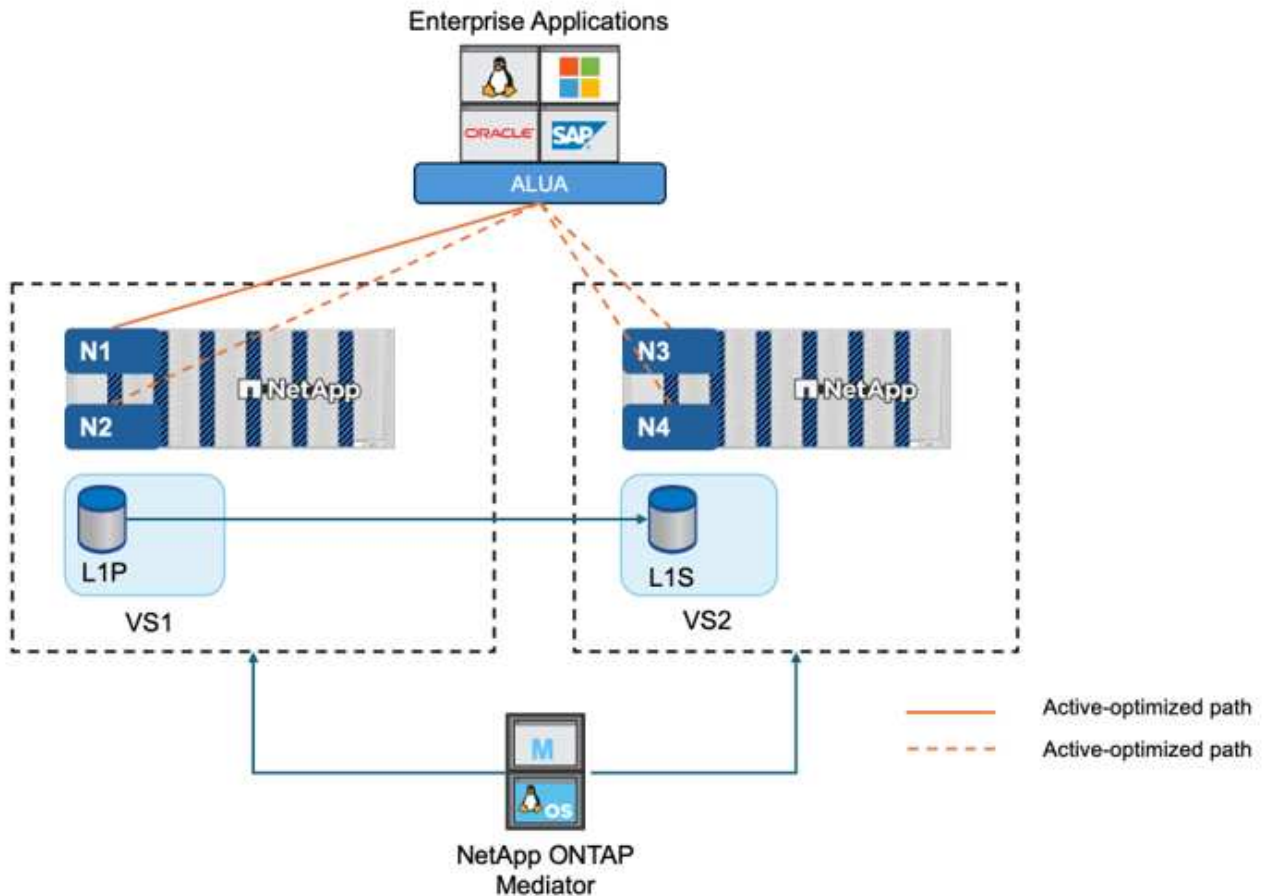 Enterprise Applications
ORACLE
SAP
ALUA
N1
N2
NetApp
N3
N4
NetApp
L1P
VS1
L1S
VS2
M
OS
NetApp ONTAP
Mediator
Active-optimized path
Active-optimized path